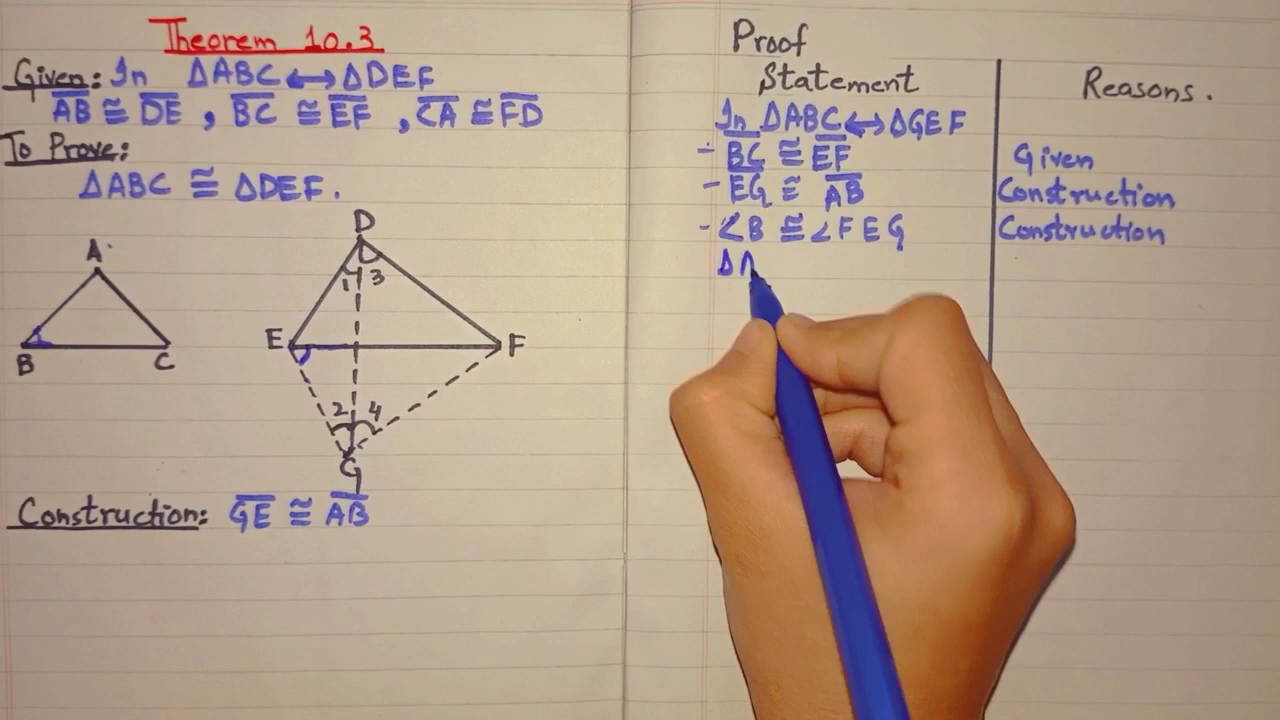 Theorem 10.3
Given: In ΔABC ↔ ΔDEF
AB ≅ DE, BC ≅ EF, CA ≅ FD
To Prove:
ΔABC ≅ ΔDEF.
A
B
C
D
1 3
E
F
2 4
G
Construction: GE ≅ AB
Proof
Statement Reasons.
In ΔABC ↔ ΔGEF
- BC ≅ EF Given
- EG ≅ AB Construction
- ∠B ≅ ∠FEG Construction
Δ